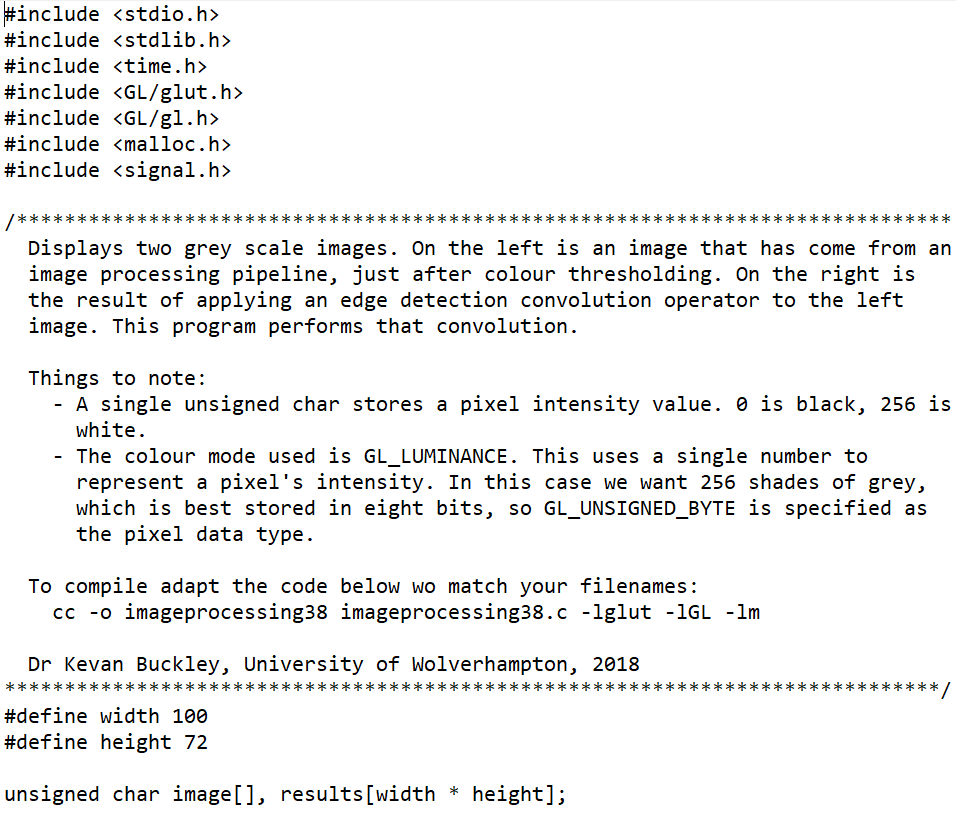 #include <stdio.h>
#include <stdlib.h>
#include <time.h>
#include <GL/glut.h>
#include <GL/gl.h>
#include <malloc.h>
#include <signal.h>
/******************************************************************************
Displays two grey scale images. On the left is an image that has come from an
image processing pipeline, just after colour thresholding. On the right is
the result of applying an edge detection convolution operator to the left
image. This program performs that convolution.
Things to note:
- A single unsigned char stores a pixel intensity value. 0 is black, 256 is
white.
- The colour mode used is GL_LUMINANCE. This uses a single number to
represent a pixel's intensity. In this case we want 256 shades of grey,
which is best stored in eight bits, so GL_UNSIGNED_BYTE is specified as
the pixel data type.
To compile adapt the code below wo match your filenames:
cc -o imageprocessing38 imageprocessing38.c -lglut -lGL -lm
Dr Kevan Buckley, University of Wolverhampton, 2018
******************************************************************************/
#define width 100
#define height 72
unsigned char image[], results[width * height];